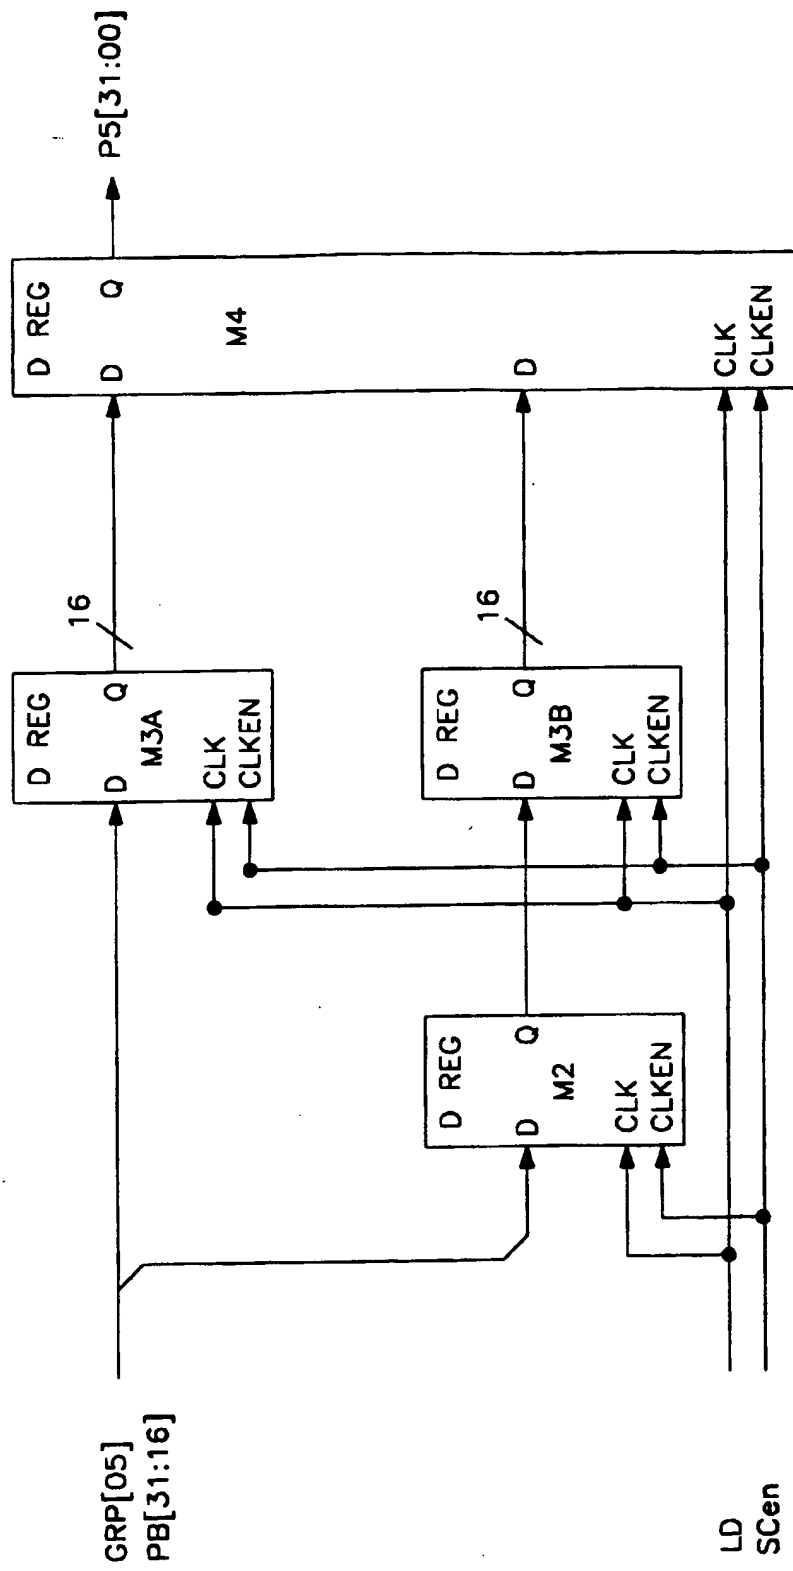 GRP[05]
PB[31:16]
D REG
D Q
M3A
CLK
CLKEN
16
D REG
D Q
M4
D
CLK
CLKEN
P5[31:00]
D REG
D Q
M2
CLK
CLKEN
D REG
D Q
M3B
CLK
CLKEN
16
LD
SCen